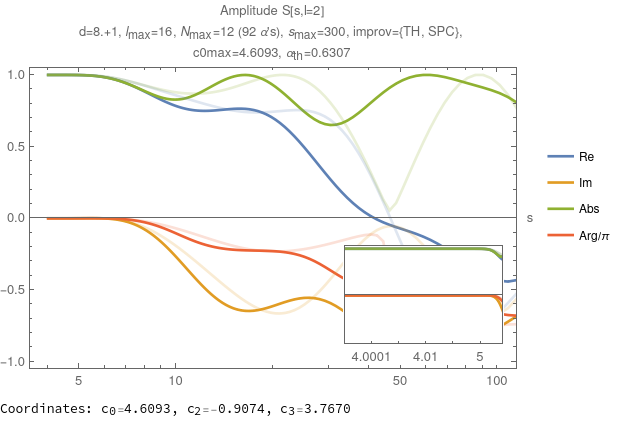 Amplitude S[s,l=2]
d=8.+1, lmax=16, Nmax=12 (92 α's), smax=300, improv={TH, SPC},
c0max=4.6093, αth=0.6307
1.0
0.5
0.0
-0.5
-1.0
5
10
50
100
s
4.0001
4.01
5
Re
Im
Abs
Arg/π
Coordinates: c0=4.6093, c2=-0.9074, c3=3.7670